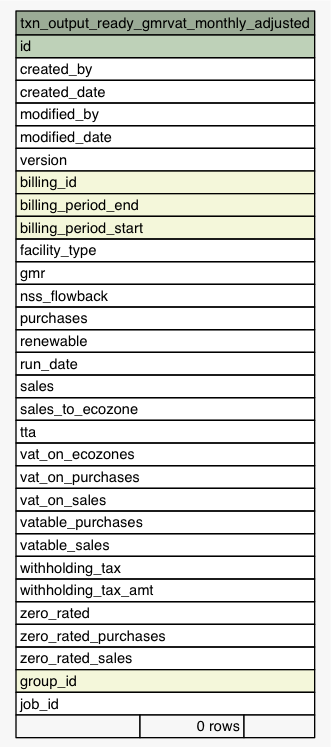 txn_output_ready_gmrvat_monthly_adjusted
id
created_by
created_date
modified_by
modified_date
version
billing_id
billing_period_end
billing_period_start
facility_type
gmr
nss_flowback
purchases
renewable
run_date
sales
sales_to_ecozone
tta
vat_on_ecozones
vat_on_purchases
vat_on_sales
vatable_purchases
vatable_sales
withholding_tax
withholding_tax_amt
zero_rated
zero_rated_purchases
zero_rated_sales
group_id
job_id
0 rows